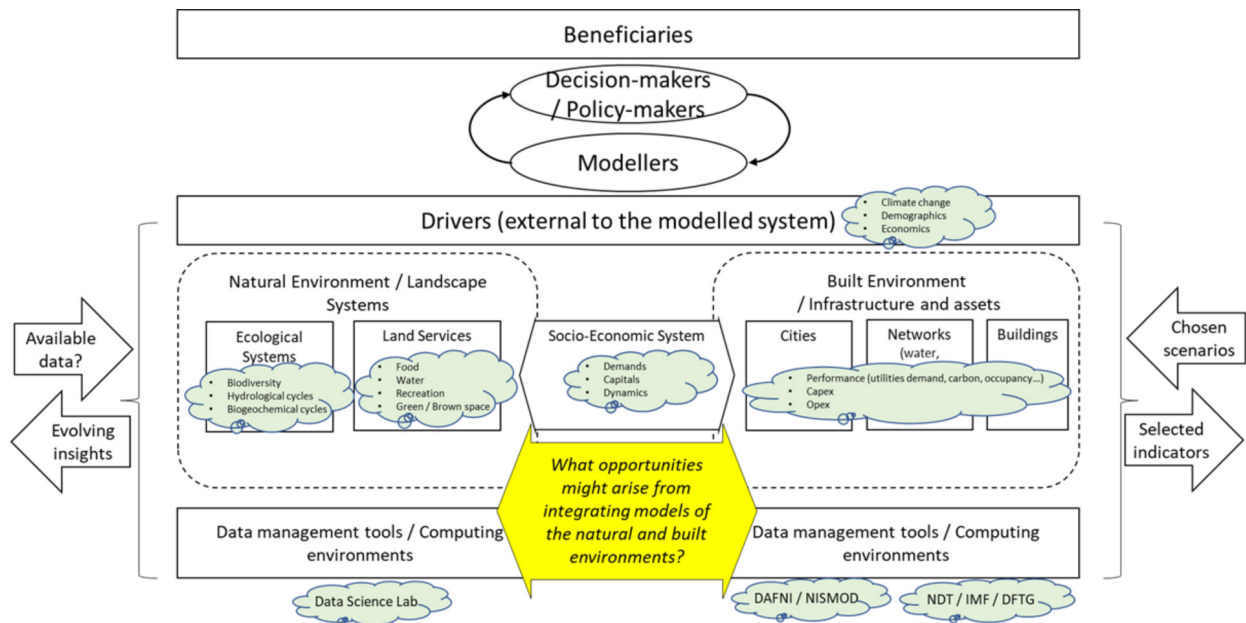 Beneficiaries
Decision-makers
/ Policy-makers
Modellers
Drivers (external to the modelled system)
• Climate change
• Demographics
• Economics
Natural Environment / Landscape
Systems
Ecological
Systems
• Biodiversity
• Hydrological cycles
• Biogeochemical cycles
Land Services
• Food
• Water
• Recreation
• Green / Brown space
Socio-Economic System
• Demands
• Capitals
• Dynamics
Built Environment
/ Infrastructure and assets
Cities
Networks
(water,
Buildings
• Performance (utilities demand, carbon, occupancy...)
• Capex
• Opex
Available
data?
Evolving
insights
Chosen
scenarios
Selected
indicators
What opportunities
might arise from
integrating models of
the natural and built
environments?
Data management tools / Computing
environments
Data management tools / Computing
environments
Data Science Lab
DAFNI / NISMOD
NDT / IMF / DFTG